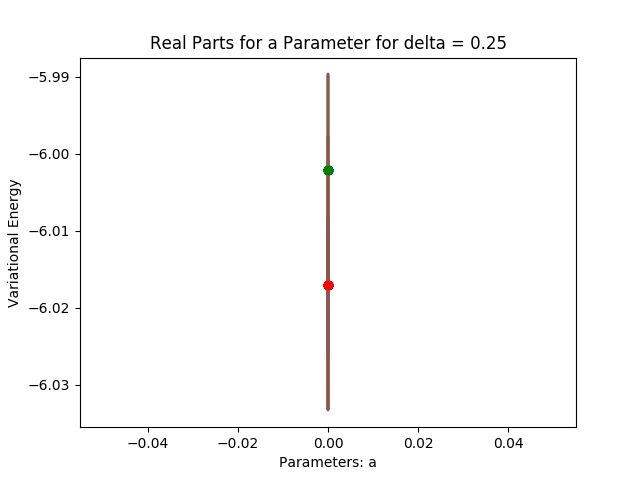 Real Parts for a Parameter for delta = 0.25
Variational Energy
−5.99
−6.00
−6.01
−6.02
−6.03
−0.04 −0.02 0.00 0.02 0.04
Parameters: a